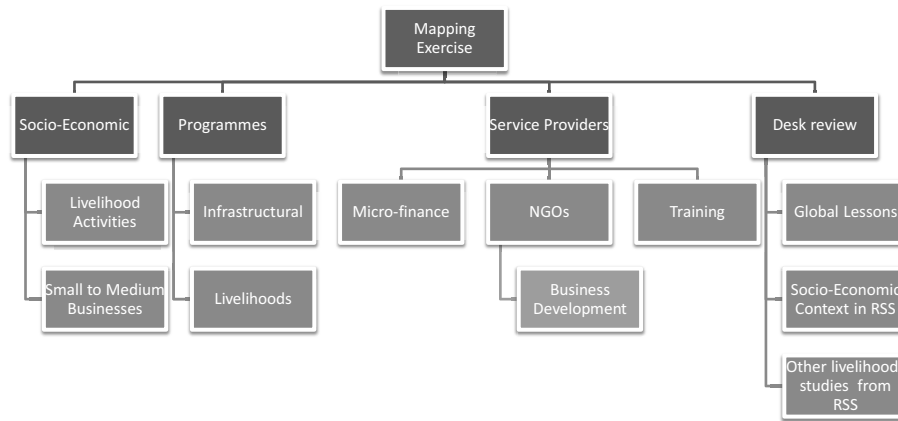 Mapping
Exercise
Socio-Economic
Programmes
Service Providers
Desk review
Livelihood
Activities
Infrastructural
Micro-finance
NGOs
Training
Global Lessons
Small to Medium
Businesses
Livelihoods
Business
Development
Socio-Economic
Context in RSS
Other livelihood
studies from
RSS